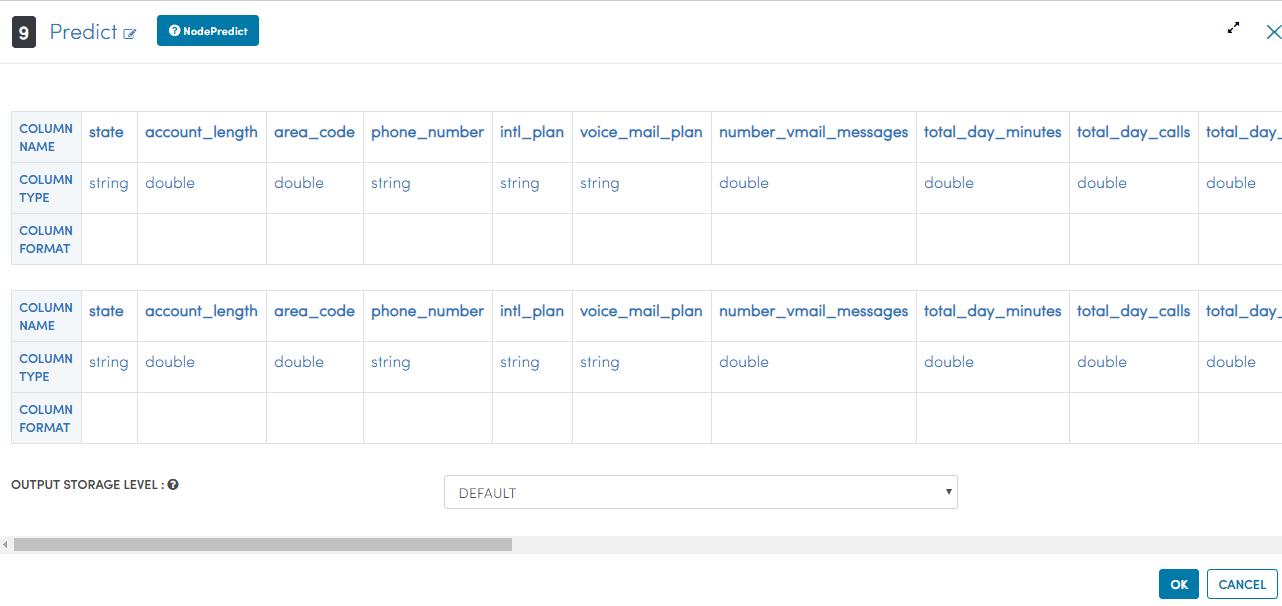 9 Predict NodePredict
COLUMN NAME state account_length area_code phone_number intl_plan voice_mail_plan number_vmail_messages total_day_minutes total_day_calls total_day_
COLUMN TYPE string double double string string string double double double double
COLUMN FORMAT
COLUMN NAME state account_length area_code phone_number intl_plan voice_mail_plan number_vmail_messages total_day_minutes total_day_calls total_day_
COLUMN TYPE string double double string string string double double double double
COLUMN FORMAT
OUTPUT STORAGE LEVEL : DEFAULT
OK CANCEL